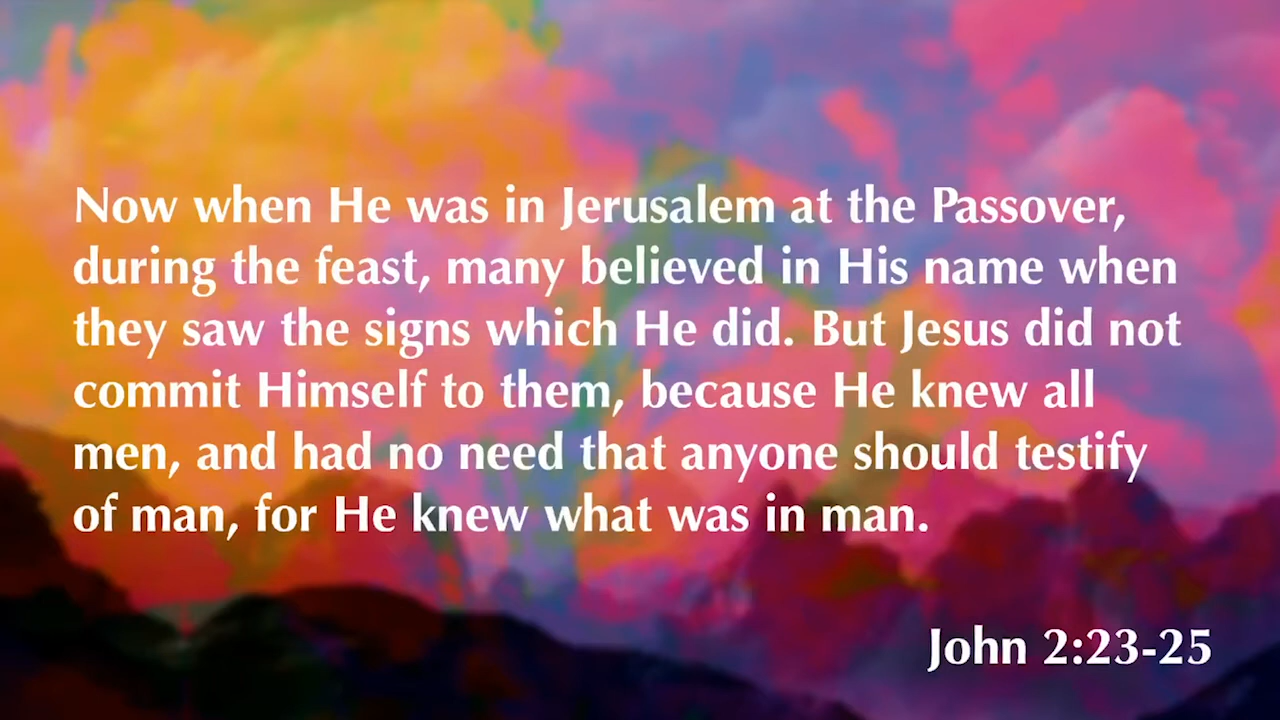 Now when He was in Jerusalem at the Passover,
during the feast, many believed in His name when
they saw the signs which He did. But Jesus did not
commit Himself to them, because He knew all
men, and had no need that anyone should testify
of man, for He knew what was in man.
John 2:23-25